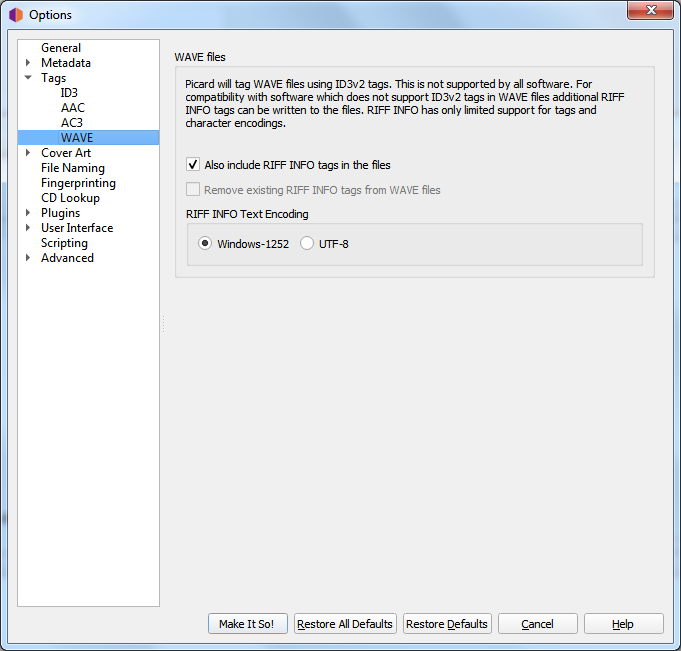 Options
General
Metadata
Tags
ID3
AAC
AC3
WAVE
Cover Art
File Naming
Fingerprinting
CD Lookup
Plugins
User Interface
Scripting
Advanced
WAVE files
Picard will tag WAVE files using ID3v2 tags. This is not supported by all software. For
compatibility with software which does not support ID3v2 tags in WAVE files additional RIFF
INFO tags can be written to the files. RIFF INFO has only limited support for tags and
character encodings.
Also include RIFF INFO tags in the files
Remove existing RIFF INFO tags from WAVE files
RIFF INFO Text Encoding
Windows-1252 UTF-8
Make It So! Restore All Defaults Restore Defaults Cancel Help